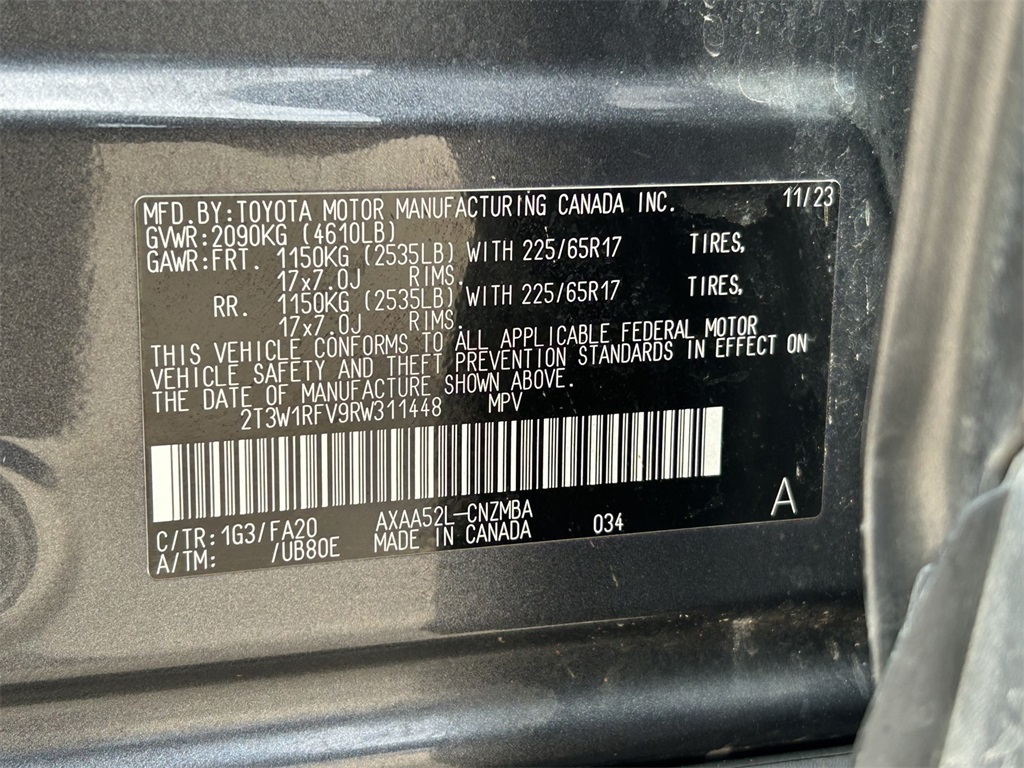 MFD.BY:TOYOTA MOTOR MANUFACTURING CANADA INC. 11/23
GVWR:2090KG (4610LB)
GAWR:FRT. 1150KG (2535LB) WITH 225/65R17 TIRES,
17x7.0J RIMS.
RR. 1150KG (2535LB) WITH 225/65R17 TIRES,
17x7.0J RIMS.
THIS VEHICLE CONFORMS TO ALL APPLICABLE FEDERAL MOTOR
VEHICLE SAFETY AND THEFT PREVENTION STANDARDS IN EFFECT ON
THE DATE OF MANUFACTURE SHOWN ABOVE.
2T3W1RFV9RW311448 MPV
A
C/TR:1G3/FA20 AXAA52L-CNZMBA 034
A/TM: /UB80E MADE IN CANADA